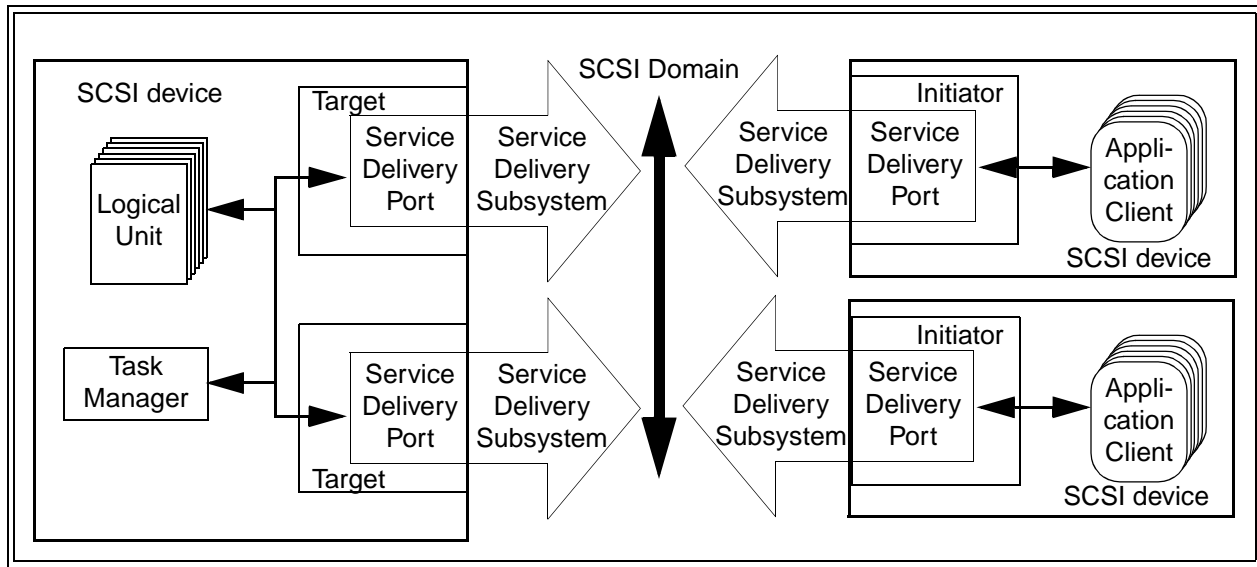 SCSI Domain
SCSI device
Target
Service
Delivery
Port
Service
Delivery
Subsystem
Logical
Unit
Task
Manager
Service
Delivery
Port
Service
Delivery
Subsystem
Target
Initiator
Service
Delivery
Subsystem
Service
Delivery
Port
Appli-
cation
Client
SCSI device
Initiator
Service
Delivery
Subsystem
Service
Delivery
Port
Appli-
cation
Client
SCSI device